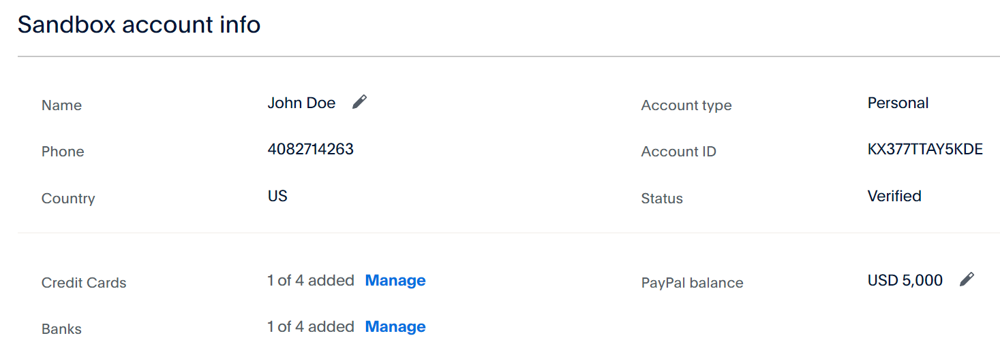 Sandbox account info
Name John Doe Account type Personal
Phone 4082714263 Account ID KX377TTAY5KDE
Country US Status Verified
Credit Cards 1 of 4 added Manage PayPal balance USD 5,000
Banks 1 of 4 added Manage